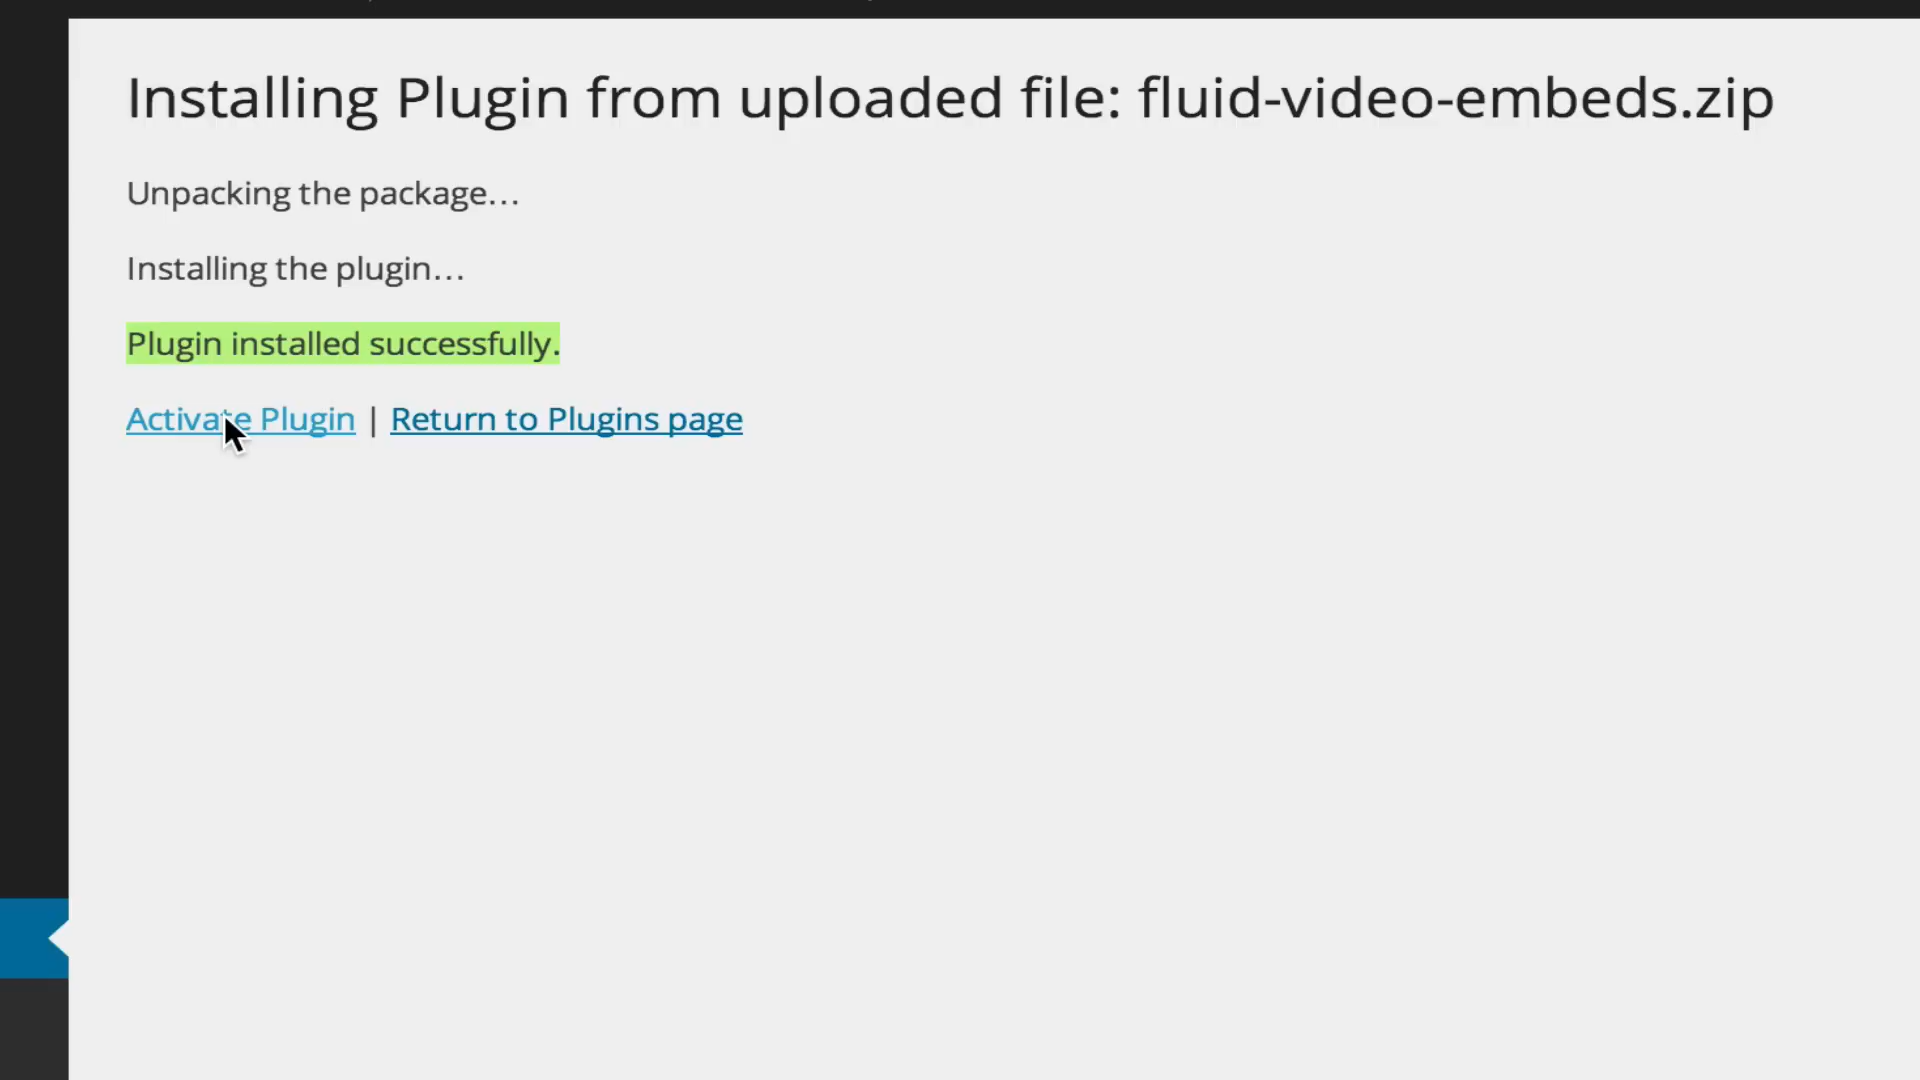 Installing Plugin from uploaded file: fluid-video-embeds.zip
Unpacking the package…
Installing the plugin…
Plugin installed successfully.
Activate Plugin | Return to Plugins page